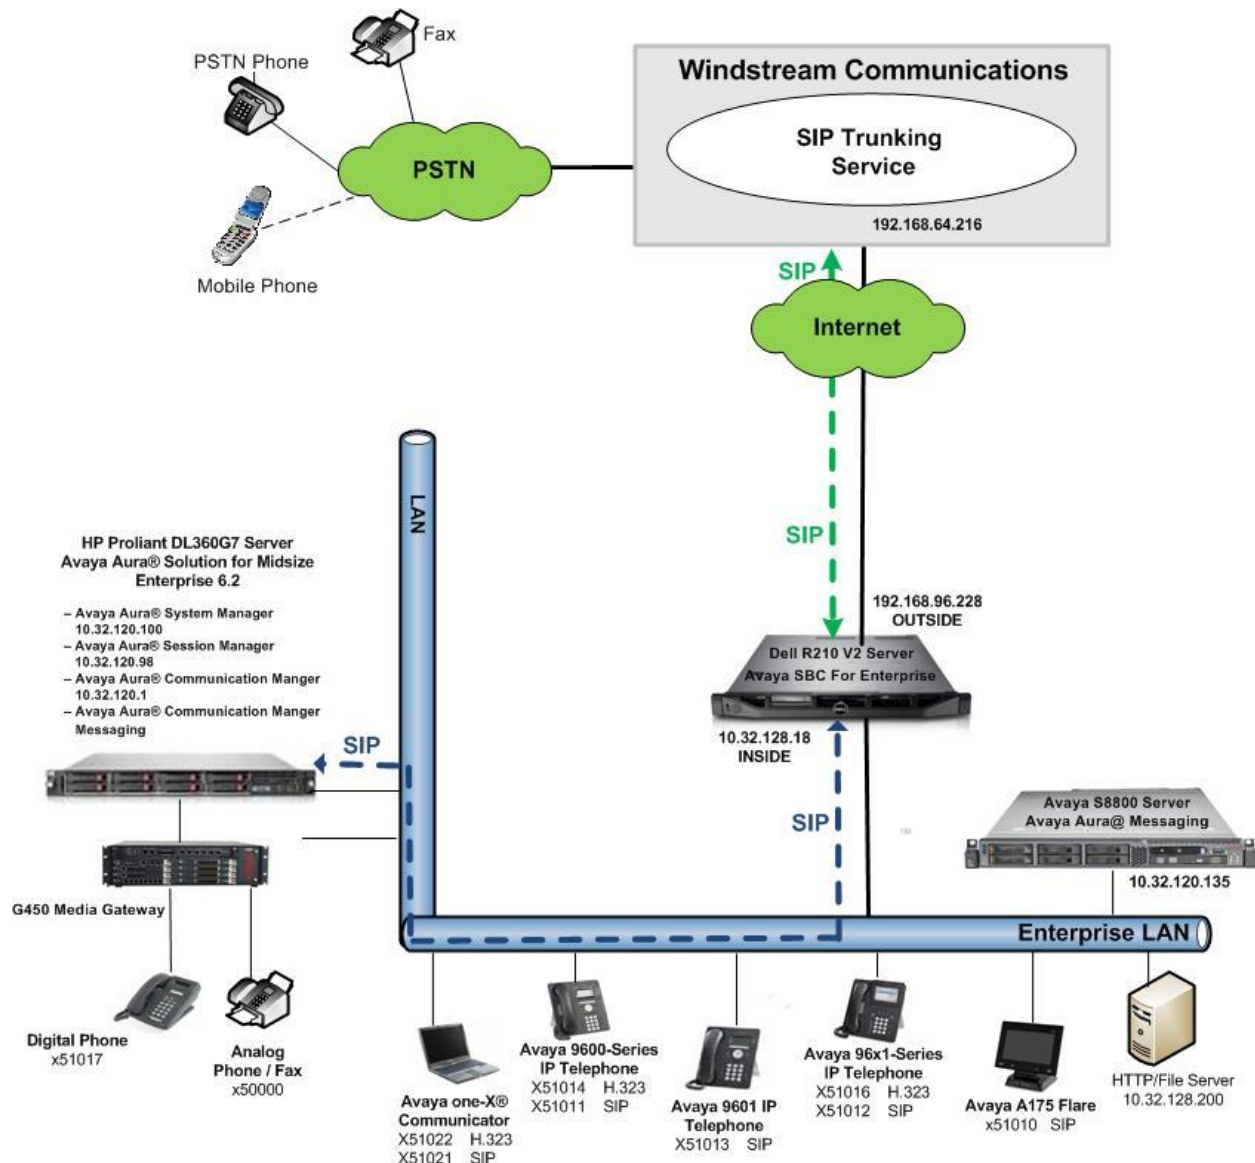 Fax
PSTN Phone
PSTN
Mobile Phone
Windstream Communications
SIP Trunking
Service
192.168.64.216
SIP
Internet
SIP
LAN
HP Proliant DL360G7 Server
Avaya Aura® Solution for Midsize
Enterprise 6.2
– Avaya Aura® System Manager
10.32.120.100
– Avaya Aura® Session Manager
10.32.120.98
– Avaya Aura® Communication Manger
10.32.120.1
– Avaya Aura® Communication Manger
Messaging
SIP
192.168.96.228
OUTSIDE
Dell R210 V2 Server
Avaya SBC For Enterprise
10.32.128.18
INSIDE
SIP
TM
Avaya S8800 Server
Avaya Aura@ Messaging
10.32.120.135
G450 Media Gateway
Enterprise LAN
Digital Phone
x51017
Analog
Phone / Fax
x50000
Avaya one-X®
Communicator
X51022 H.323
X51021 SIP
Avaya 9600-Series
IP Telephone
X51014 H.323
X51011 SIP
Avaya 9601 IP
Telephone
X51013 SIP
Avaya 96x1-Series
IP Telephone
X51016 H.323
X51012 SIP
Avaya A175 Flare
x51010 SIP
HTTP/File Server
10.32.128.200